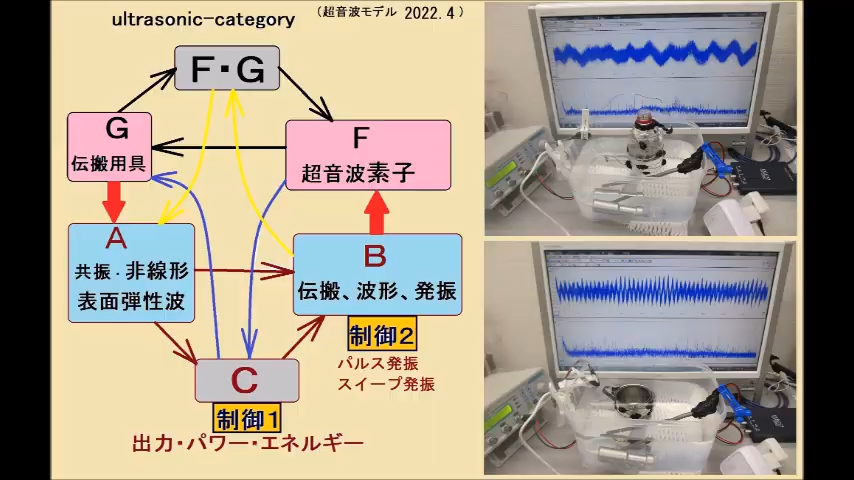 ultrasonic-category
(超音波モデル 2022.4)
F・G
G
伝搬用具
F
超音波素子
A
共振・非線形
表面弾性波
B
伝搬、波形、発振
制御2
パルス発振
スイープ発振
C
制御1
出力・パワー・エネルギー